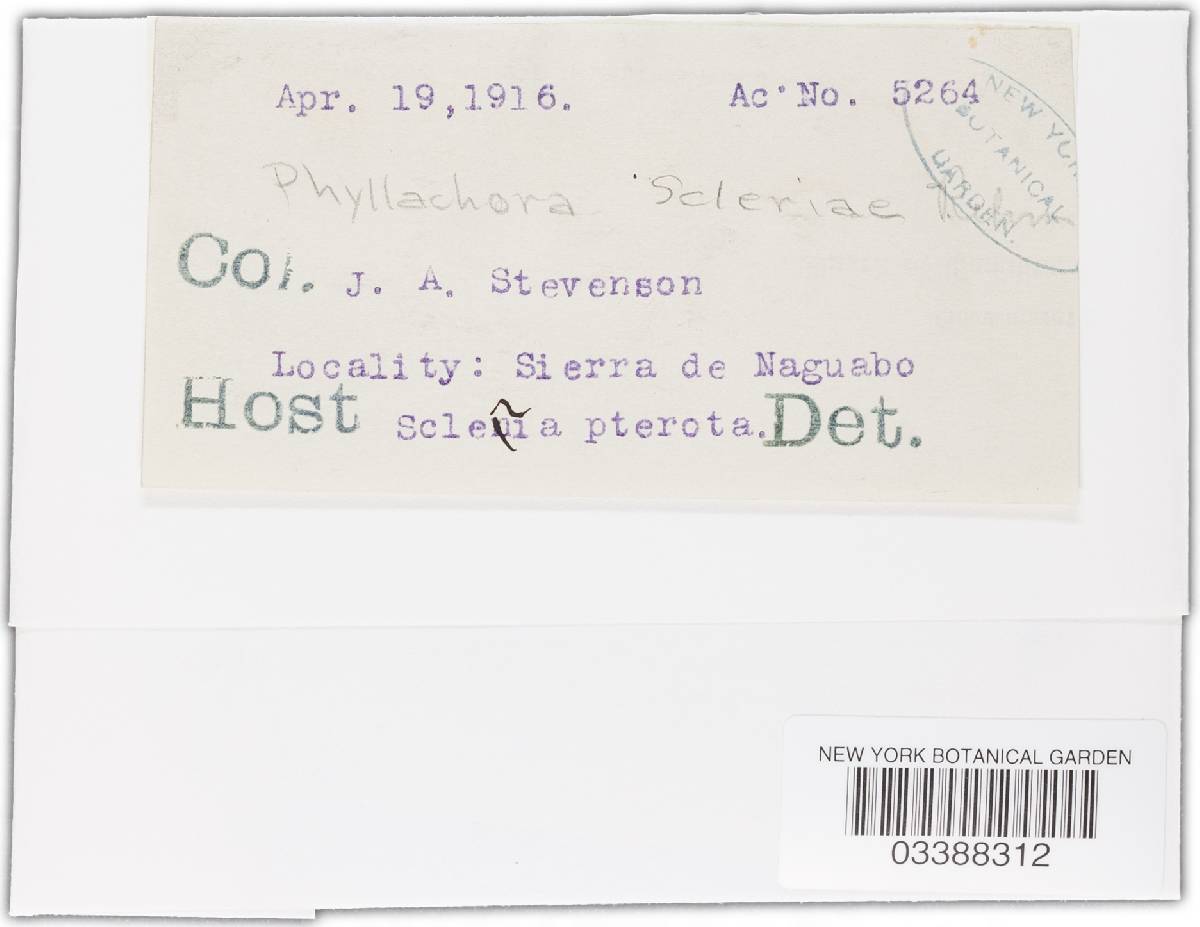 Apr. 19,1916. Ac. No. 5264
NEW YORK
BOTANICAL
GARDEN.
Phyllachora Scleriae
Col. J. A. Stevenson
Locality: Sierra de Naguabo
Host Scleria pterota. Det.
NEW YORK BOTANICAL GARDEN
03388312